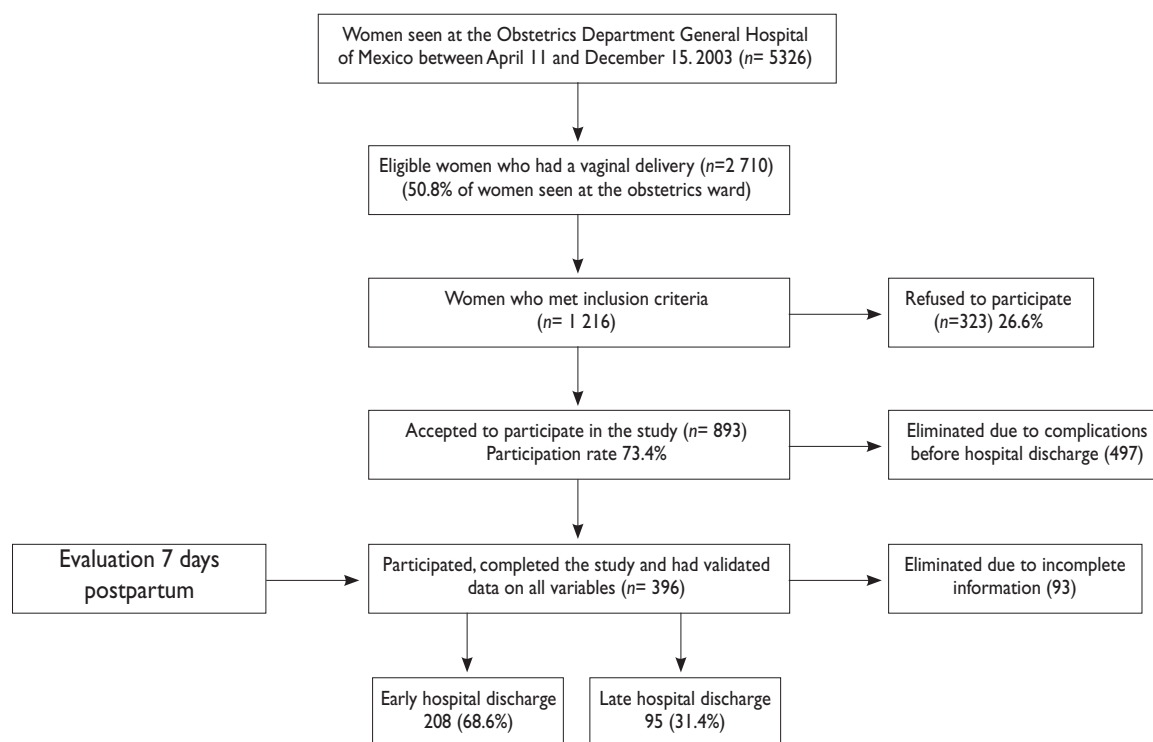 Women seen at the Obstetrics Department General Hospital
of Mexico between April 11 and December 15. 2003 (n= 5326)
Eligible women who had a vaginal delivery (n=2 710)
(50.8% of women seen at the obstetrics ward)
Women who met inclusion criteria
(n= 1 216)
Refused to participate
(n=323) 26.6%
Accepted to participate in the study (n= 893)
Participation rate 73.4%
Eliminated due to complications
before hospital discharge (497)
Evaluation 7 days
postpartum
Participated, completed the study and had validated
data on all variables (n= 396)
Eliminated due to incomplete
information (93)
Early hospital discharge
208 (68.6%)
Late hospital discharge
95 (31.4%)